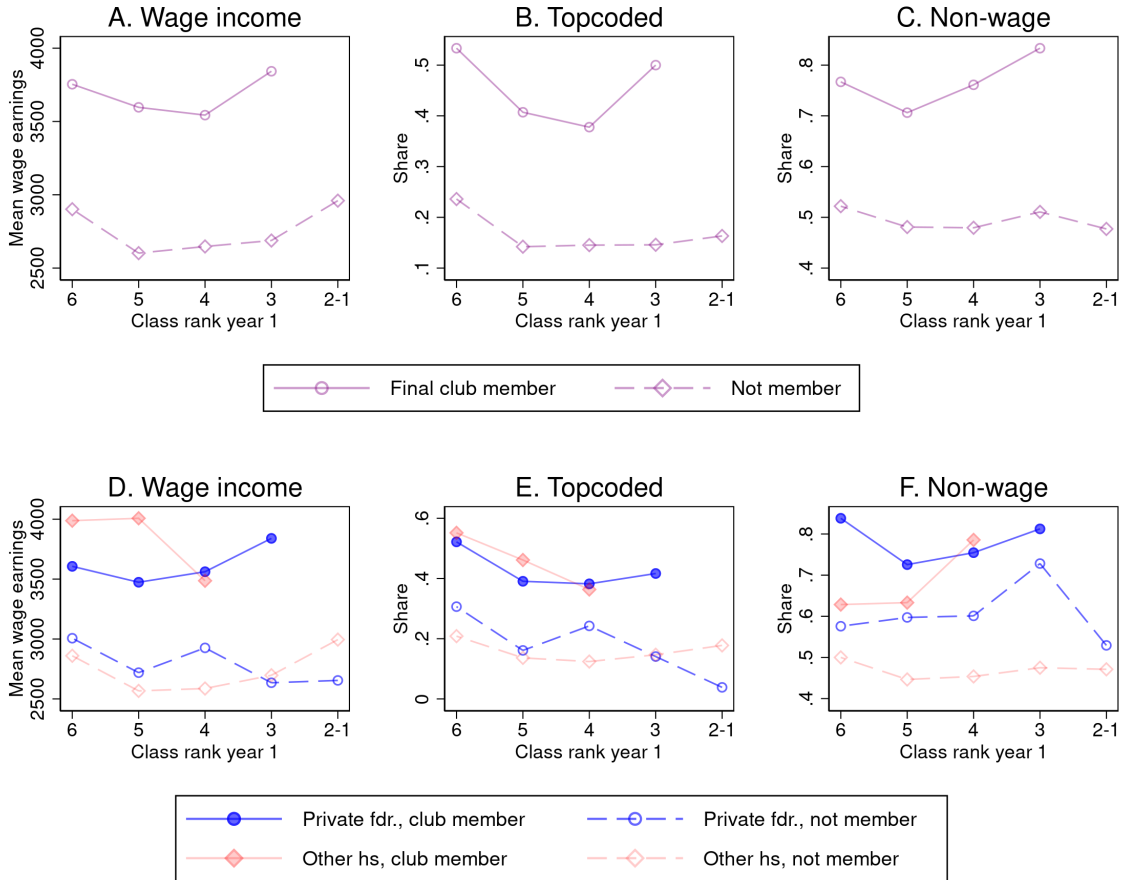 A. Wage income
Mean wage earnings
4000
3500
3000
2500
6 5 4 3 2-1
Class rank year 1
B. Topcoded
Share
.5
.4
.3
.2
.1
6 5 4 3 2-1
Class rank year 1
C. Non-wage
Share
.8
.7
.6
.5
.4
6 5 4 3 2-1
Class rank year 1
Final club member Not member
D. Wage income
Mean wage earnings
4000
3500
3000
2500
6 5 4 3 2-1
Class rank year 1
E. Topcoded
Share
.6
.4
.2
0
6 5 4 3 2-1
Class rank year 1
F. Non-wage
Share
.8
.7
.6
.5
.4
6 5 4 3 2-1
Class rank year 1
Private fdr., club member Private fdr., not member
Other hs, club member Other hs, not member